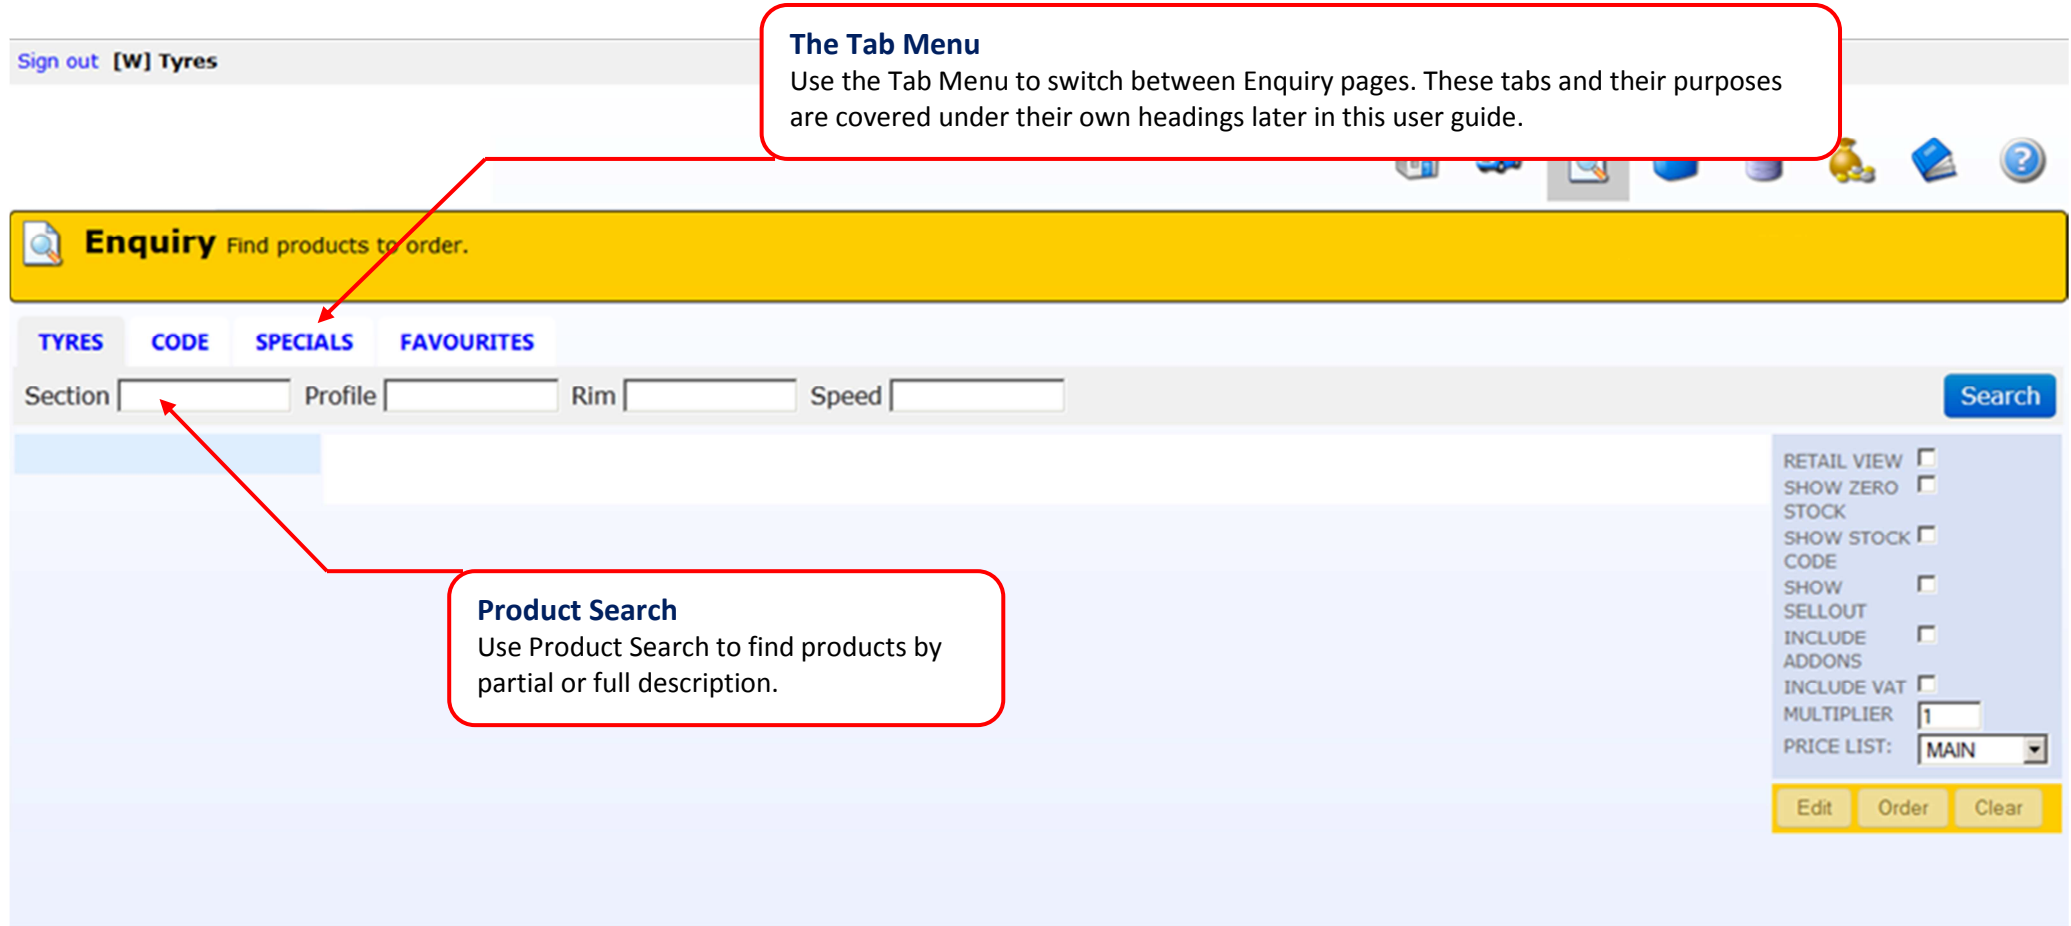 The Tab Menu
Use the Tab Menu to switch between Enquiry pages. These tabs and their purposes
are covered under their own headings later in this user guide.
Sign out [W] Tyres
Enquiry Find products to order.
TYRES CODE SPECIALS FAVOURITES
Section Profile Rim Speed Search
RETAIL VIEW
SHOW ZERO
STOCK
SHOW STOCK
CODE
SHOW
SELLOUT
INCLUDE
ADDONS
INCLUDE VAT
MULTIPLIER 1
PRICE LIST: MAIN
Edit Order Clear
Product Search
Use Product Search to find products by
partial or full description.